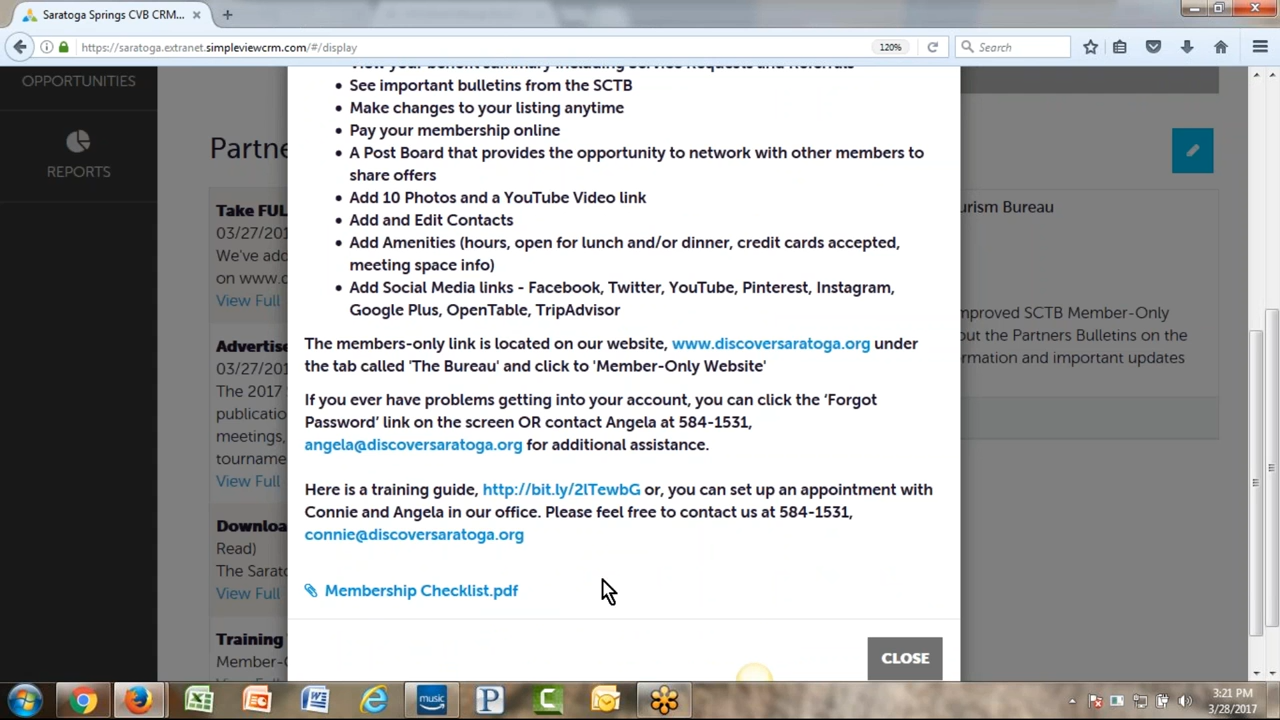 Saratoga Springs CVB CRM...
https://saratoga.extranet.simpleviewcrm.com/#/display
120%
Search
OPPORTUNITIES
REPORTS
Partne
Take FUL
03/27/201
We've add
on www.d
View Full
Advertise
03/27/201
The 2017
publicatio
meetings,
tourname
View Full
Downloa
Read)
The Sarato
View Full
Training
Member-O
View your benefit summary including Service Requests and Referrals
• See important bulletins from the SCTB
• Make changes to your listing anytime
• Pay your membership online
• A Post Board that provides the opportunity to network with other members to
share offers
• Add 10 Photos and a YouTube Video link
• Add and Edit Contacts
• Add Amenities (hours, open for lunch and/or dinner, credit cards accepted,
meeting space info)
• Add Social Media links - Facebook, Twitter, YouTube, Pinterest, Instagram,
Google Plus, OpenTable, TripAdvisor
The members-only link is located on our website, www.discoversaratoga.org under
the tab called 'The Bureau' and click to 'Member-Only Website'
If you ever have problems getting into your account, you can click the ‘Forgot
Password’ link on the screen OR contact Angela at 584-1531,
angela@discoversaratoga.org for additional assistance.
Here is a training guide, http://bit.ly/2lTewbG or, you can set up an appointment with
Connie and Angela in our office. Please feel free to contact us at 584-1531,
connie@discoversaratoga.org
Membership Checklist.pdf
CLOSE
urism Bureau
mproved SCTB Member-Only
out the Partners Bulletins on the
rmation and important updates
music
3:21 PM
3/28/2017